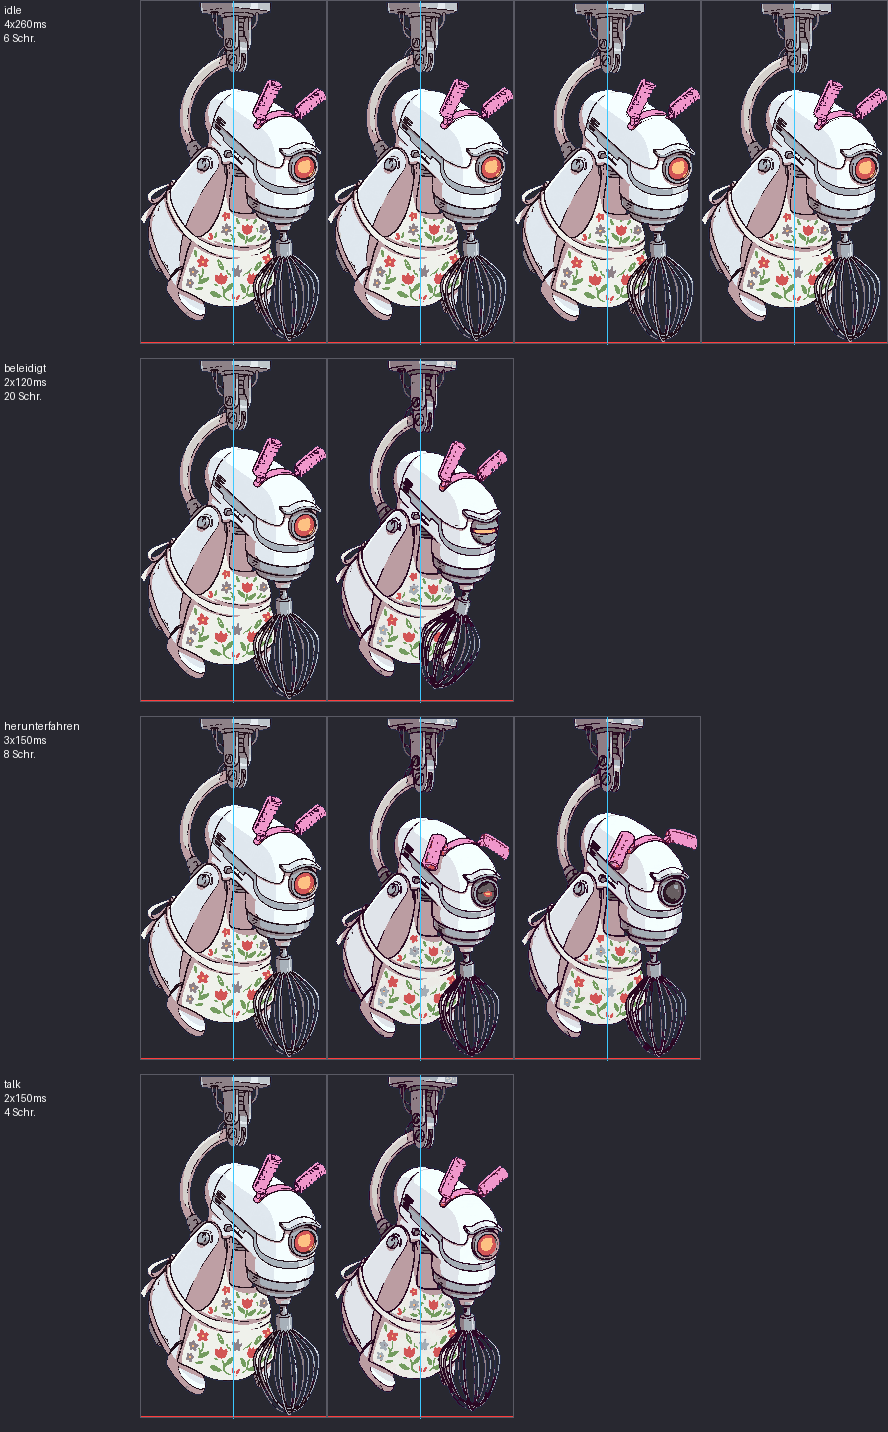 idle
4x260ms
6 Schr.
beleidigt
2x120ms
20 Schr.
herunterfahren
3x150ms
8 Schr.
talk
2x150ms
4 Schr.